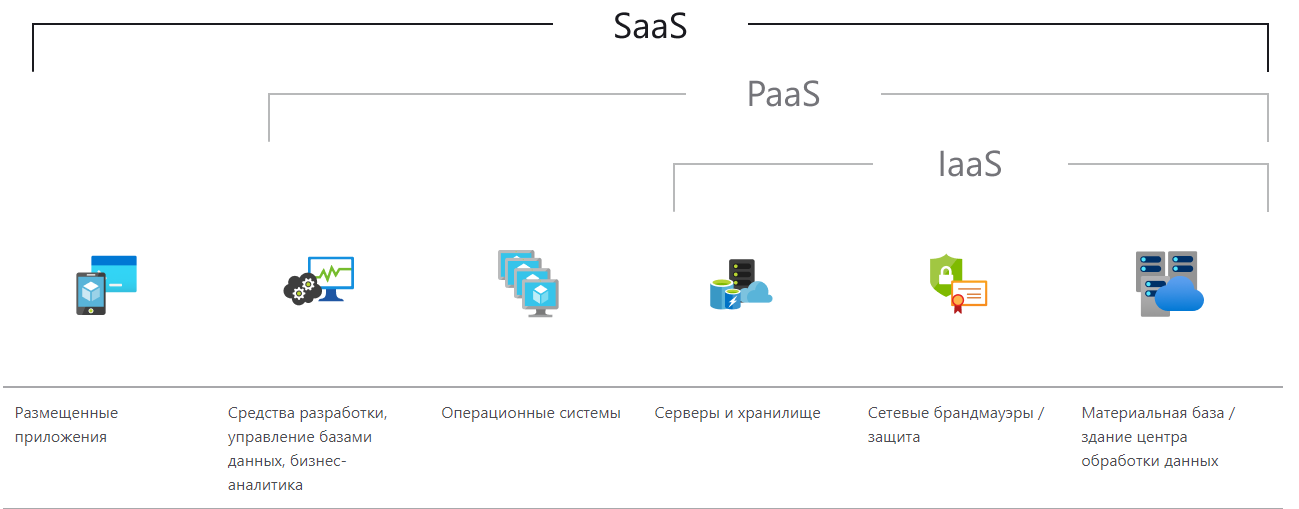 SaaS
PaaS
IaaS
Размещенные
приложения
Средства разработки,
управление базами
данных, бизнес-
аналитика
Операционные системы
Серверы и хранилище
Сетевые брандмауэры /
защита
Материальная база /
здание центра
обработки данных